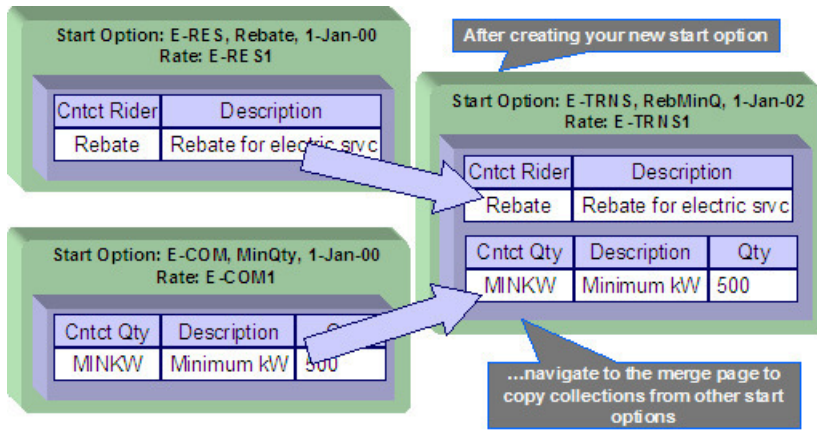 Start Option: E-RES, Rebate, 1-Jan-00
Rate: E-RES1
Cntct Rider Description
Rebate Rebate for electric srvc
After creating your new start option
Start Option: E-TRNS, RebMinQ, 1-Jan-02
Rate: E-TRNS1
Cntct Rider Description
Rebate Rebate for electric srvc
Cntct Qty Description Qty
MINKW Minimum kW 500
Start Option: E-COM, MinQty, 1-Jan-00
Rate: E-COM1
Cntct Qty Description
MINKW Minimum kW 500
...navigate to the merge page to
copy collections from other start
options